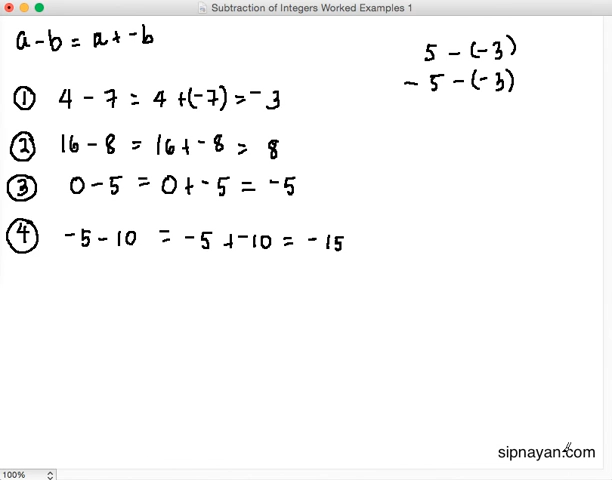 Subtraction of Integers Worked Examples 1
a - b = a + -b
5 - (-3)
- 5 - (-3)
① 4 - 7 = 4 + (-7) = -3
② 16 - 8 = 16 + -8 = 8
③ 0 - 5 = 0 + -5 = -5
④ -5 - 10 = -5 + -10 = -15
sipnayan.com
100%